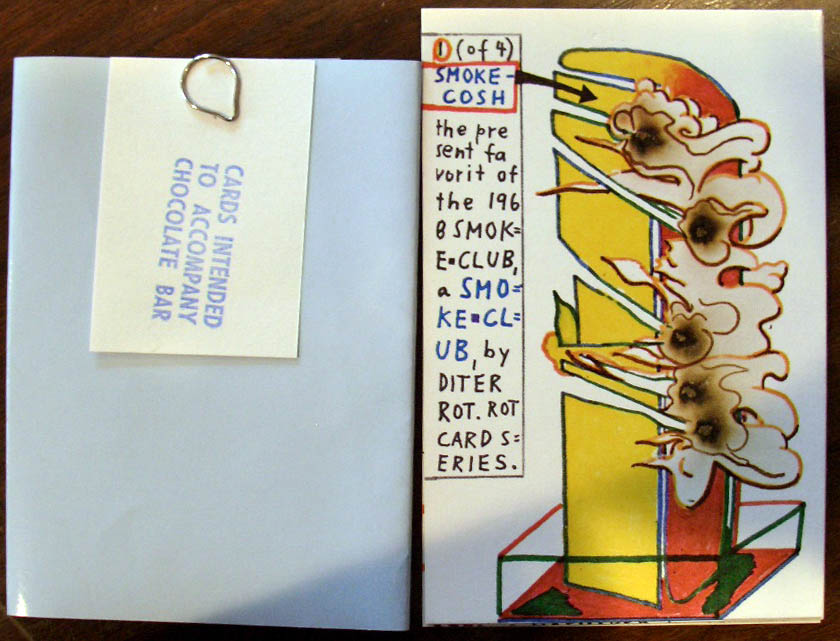 CARDS INTENDED
TO ACCOMPANY
CHOCOLATE BAR
1 (of 4)
SMOKE-
COSH
the pre
sent fa
vorit of
the 196
8 SMOK=
E▪CLUB,
a SMO=
KE▪CL=
UB, by
DITER
ROT. ROT
CARD S=
ERIES.